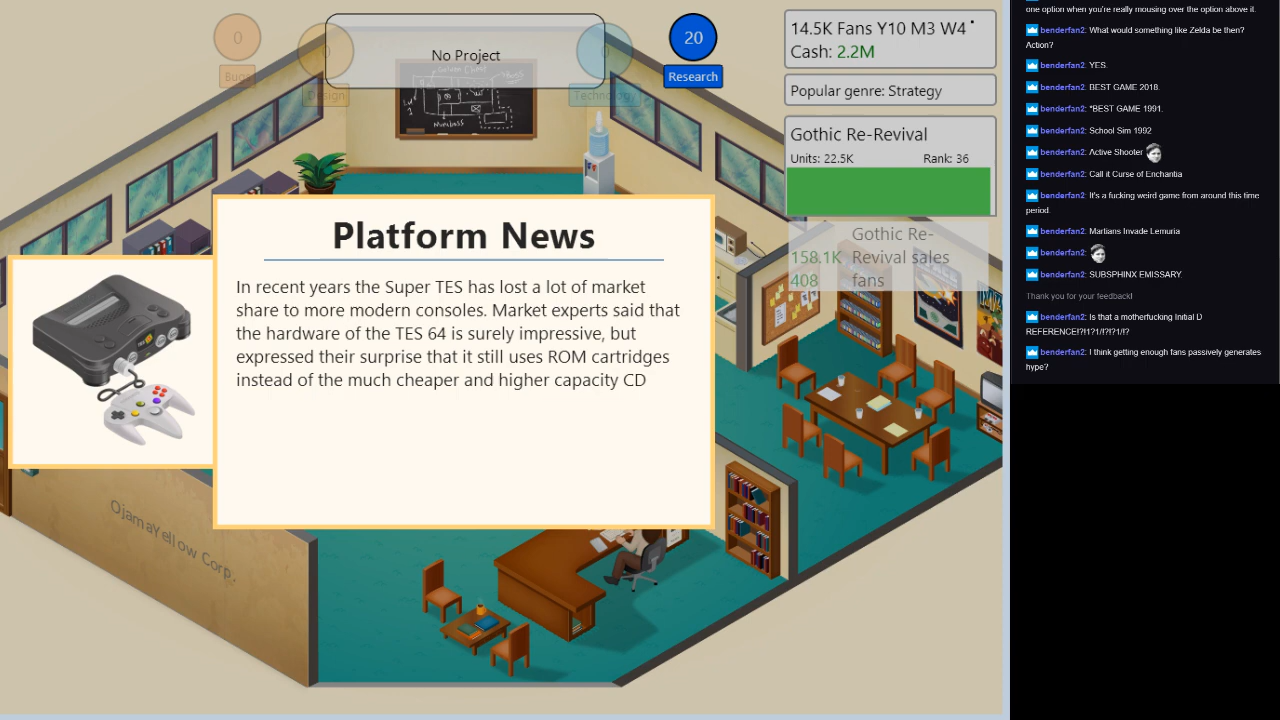 0
Bugs
Design
No Project
Technology
20
Research
14.5K Fans Y10 M3 W4
Cash: 2.2M
Popular genre: Strategy
Gothic Re-Revival
Units: 22.5K
Rank: 36
158.1K
Gothic Re-
Revival sales
408
fans
Platform News
In recent years the Super TES has lost a lot of market
share to more modern consoles. Market experts said that
the hardware of the TES 64 is surely impressive, but
expressed their surprise that it still uses ROM cartridges
instead of the much cheaper and higher capacity CD
OjamaYellow Corp.
one option when you're really mousing over the option above it.
benderfan2: What would something like Zelda be then?
Action?
benderfan2: YES.
benderfan2: BEST GAME 2018.
benderfan2: *BEST GAME 1991.
benderfan2: School Sim 1992
benderfan2: Active Shooter
benderfan2: Call it Curse of Enchantia
benderfan2: It's a fucking weird game from around this time
period.
benderfan2: Martians Invade Lemuria
benderfan2:
benderfan2: SUBSPHINX EMISSARY.
Thank you for your feedback!
benderfan2: Is that a motherfucking Initial D
REFERENCE!?!1?1/!?!?1/!?
benderfan2: I think getting enough fans passively generates
hype?